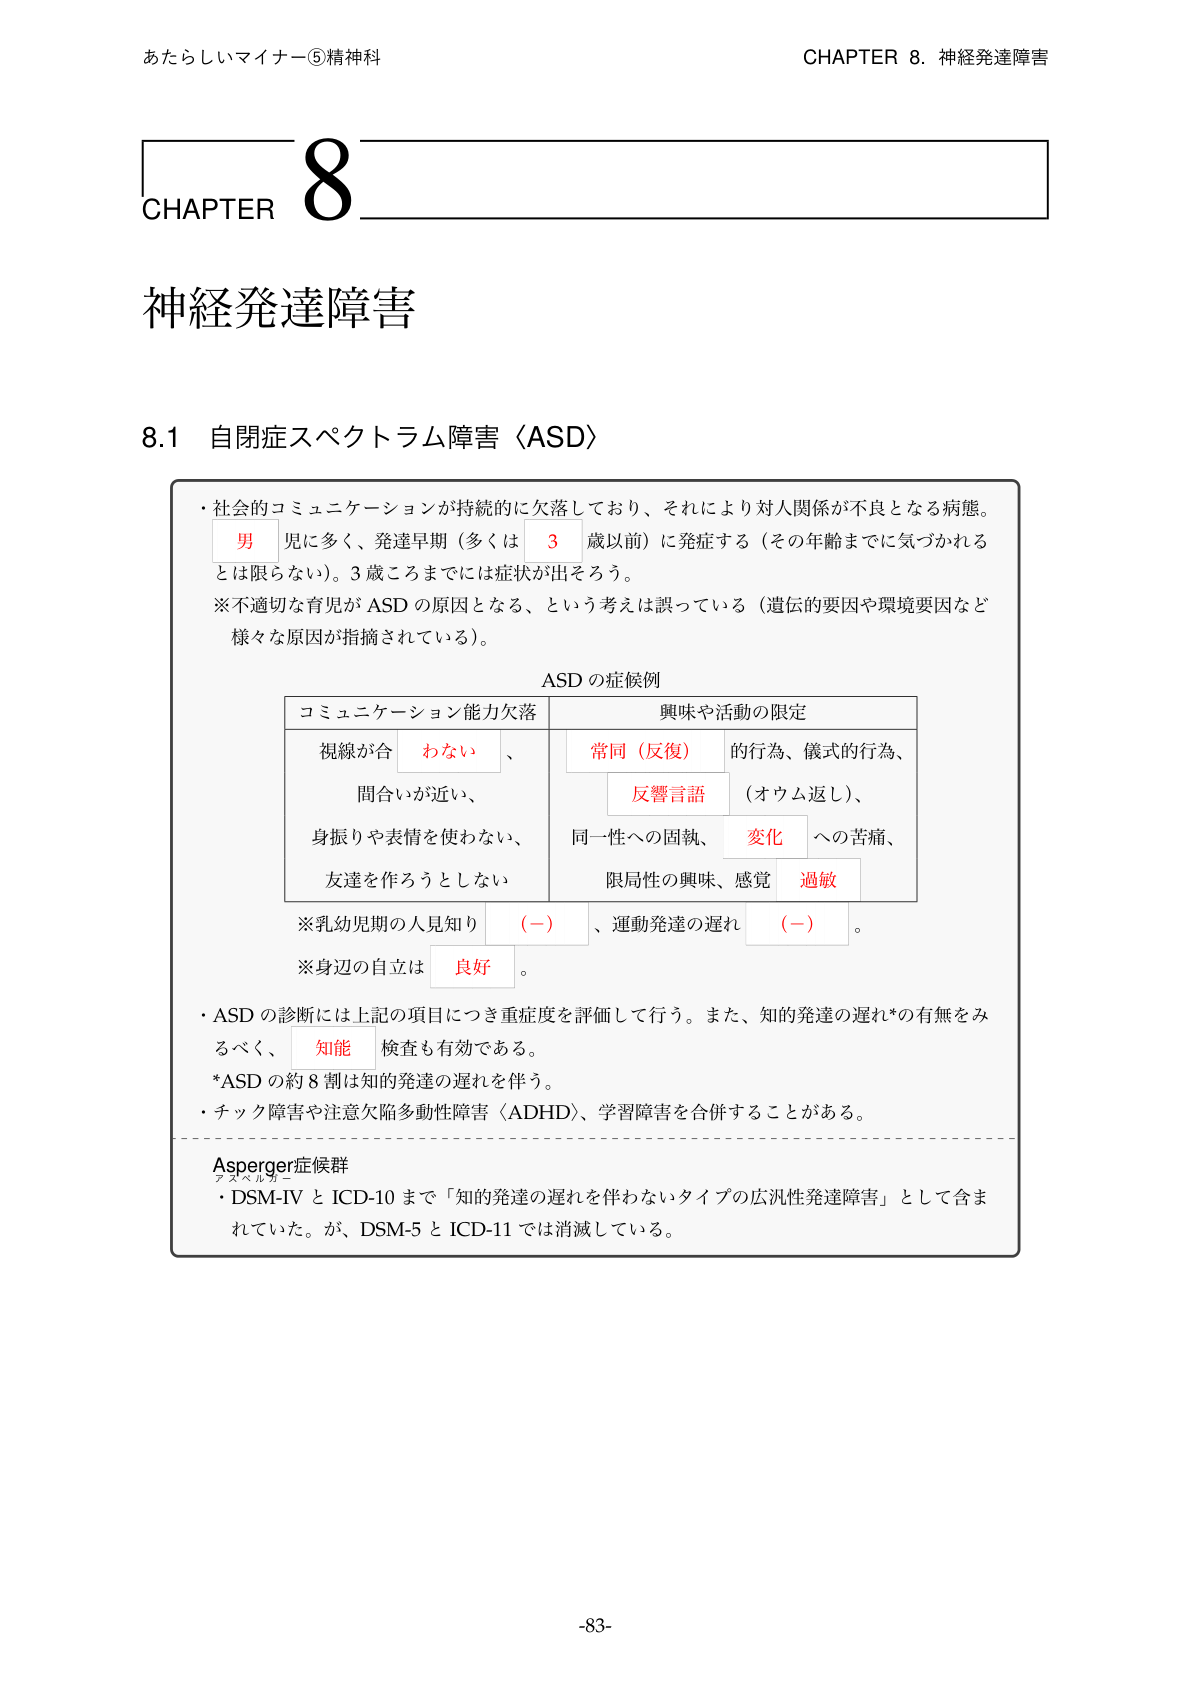 あたらしいマイナー⑤精神科
CHAPTER 8. 神経発達障害
CHAPTER 8
神経発達障害
8.1 自閉症スペクトラム障害〈ASD〉
・社会的コミュニケーションが持続的に欠落しており、それにより対人関係が不良となる病態。
男 児に多く、発達早期（多くは 3 歳以前）に発症する（その年齢までに気づかれる
とは限らない）。3 歳ころまでには症状が出そろう。
※不適切な育児が ASD の原因となる、という考えは誤っている（遺伝的要因や環境要因など
様々な原因が指摘されている）。
ASD の症候例
コミュニケーション能力欠落 興味や活動の限定
視線が合 わない 、 常同（反復） 的行為、儀式的行為、
間合いが近い、 反響言語 （オウム返し）、
身振りや表情を使わない、 同一性への固執、 変化 への苦痛、
友達を作ろうとしない 限局性の興味、感覚 過敏
※乳幼児期の人見知り （−） 、運動発達の遅れ （−） 。
※身辺の自立は 良好 。
・ASD の診断には上記の項目につき重症度を評価して行う。また、知的発達の遅れ*の有無をみ
るべく、 知能 検査も有効である。
*ASD の約 8 割は知的発達の遅れを伴う。
・チック障害や注意欠陥多動性障害〈ADHD〉、学習障害を合併することがある。
Asperger症候群
アスペルガー
・DSM-IV と ICD-10 まで「知的発達の遅れを伴わないタイプの広汎性発達障害」として含ま
れていた。が、DSM-5 と ICD-11 では消滅している。
-83-